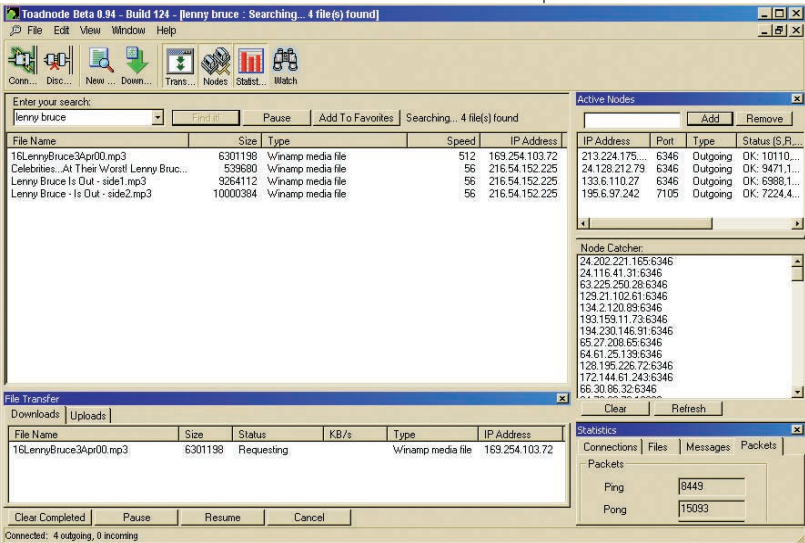 Toadnode Beta 0.94 - Build 124 - [lenny bruce : Searching... 4 file(s) found]
File Edit View Window Help
Conn... Disc... New ... Down... Trans... Nodes Statist... Watch
Enter your search:
lenny bruce Find it! Pause Add To Favorites Searching... 4 file(s) found
File Name Size Type Speed IP Address
16LennyBruce3Apr00.mp3 6301198 Winamp media file 512 169.254.103.72
Celebrities...At Their Worst! Lenny Bruc... 539680 Winamp media file 56 216.54.152.225
Lenny Bruce Is Out - side1.mp3 9264112 Winamp media file 56 216.54.152.225
Lenny Bruce - Is Out - side2.mp3 10000384 Winamp media file 56 216.54.152.225
Active Nodes
Add Remove
IP Address Port Type Status (S,R,...
213.224.175.... 6346 Outgoing OK: 10110,...
24.128.212.79 6346 Outgoing OK: 9471,1...
133.6.110.27 6346 Outgoing OK: 6988,1...
195.6.97.242 7105 Outgoing OK: 7224,4...
Node Catcher:
24.202.221.165:6346
24.116.41.31:6346
63.225.250.28:6346
129.21.102.61:6346
134.2.120.89:6346
193.159.11.73:6346
194.230.146.91:6346
65.27.208.65:6346
64.61.25.139:6346
128.195.226.72:6346
172.144.61.243:6346
66.30.86.32:6346
Clear Refresh
File Transfer
Downloads Uploads
File Name Size Status KB/s Type IP Address
16LennyBruce3Apr00.mp3 6301198 Requesting Winamp media file 169.254.103.72
Clear Completed Pause Resume Cancel
Statistics
Connections Files Messages Packets
Packets
Ping 8449
Pong 15093
Connected: 4 outgoing, 0 incoming